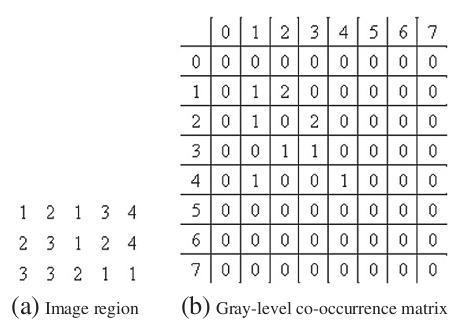 1 2 1 3 4
2 3 1 2 4
3 3 2 1 1
(a) Image region
0 1 2 3 4 5 6 7
0 0 0 0 0 0 0 0 0
1 0 1 2 0 0 0 0 0
2 0 1 0 2 0 0 0 0
3 0 0 1 1 0 0 0 0
4 0 1 0 0 1 0 0 0
5 0 0 0 0 0 0 0 0
6 0 0 0 0 0 0 0 0
7 0 0 0 0 0 0 0 0
(b) Gray-level co-occurrence matrix